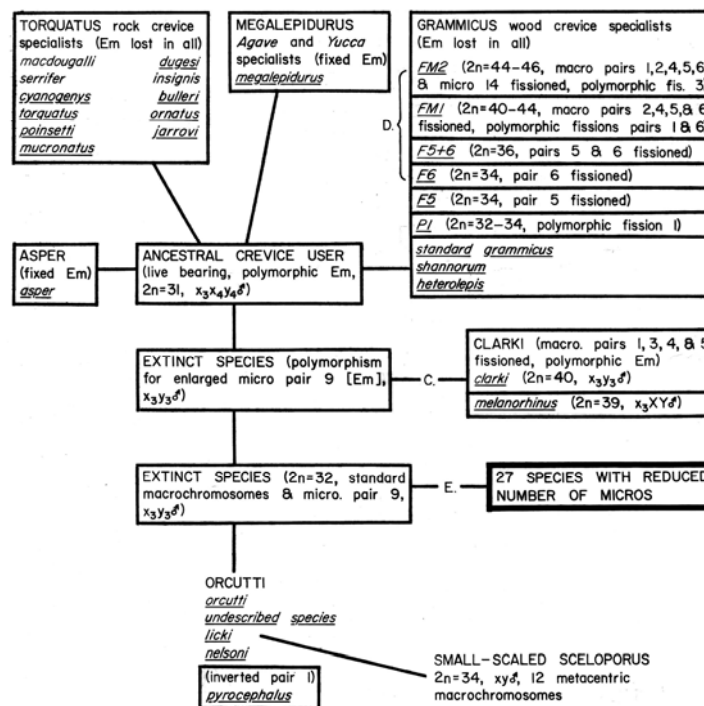 TORQUATUS rock crevice
specialists (Em lost in all)
macdougalli dugesi
serrifer insignis
cyanogenys bulleri
torquatus ornatus
poinsetti jarrovi
mucronatus
MEGALEPIDURUS
Agave and Yucca
specialists (fixed Em)
megalepidurus
GRAMMICUS wood crevice specialists
(Em lost in all)
FM2 (2n=44-46, macro pairs 1,2,4,5,6
& micro 14 fissioned, polymorphic fis. 3)
D.
FM1 (2n=40-44, macro pairs 2,4,5,& 6
fissioned, polymorphic fissions pairs 1 & 6
F5+6 (2n=36, pairs 5 & 6 fissioned)
F6 (2n=34, pair 6 fissioned)
F5 (2n=34, pair 5 fissioned)
P1 (2n=32-34, polymorphic fission 1)
standard grammicus
shannorum
heterolepis
ASPER
(fixed Em)
asper
ANCESTRAL CREVICE USER
(live bearing, polymorphic Em,
2n=31, x₃x₄y₄♂)
EXTINCT SPECIES (polymorphism
for enlarged micro pair 9 [Em],
x₃y₃♂)
C.
CLARKI (macro. pairs 1, 3, 4, & 5
fissioned, polymorphic Em)
clarki (2n=40, x₃y₃♂)
melanorhinus (2n=39, x₃XY♂)
EXTINCT SPECIES (2n=32, standard
macrochromosomes & micro. pair 9,
x₃y₃♂)
E.
27 SPECIES WITH REDUCED
NUMBER OF MICROS
ORCUTTI
orcutti
undescribed species
licki
nelsoni
(inverted pair 1)
pyrocephalus
SMALL-SCALED SCELOPORUS
2n=34, xy♂, 12 metacentric
macrochromosomes